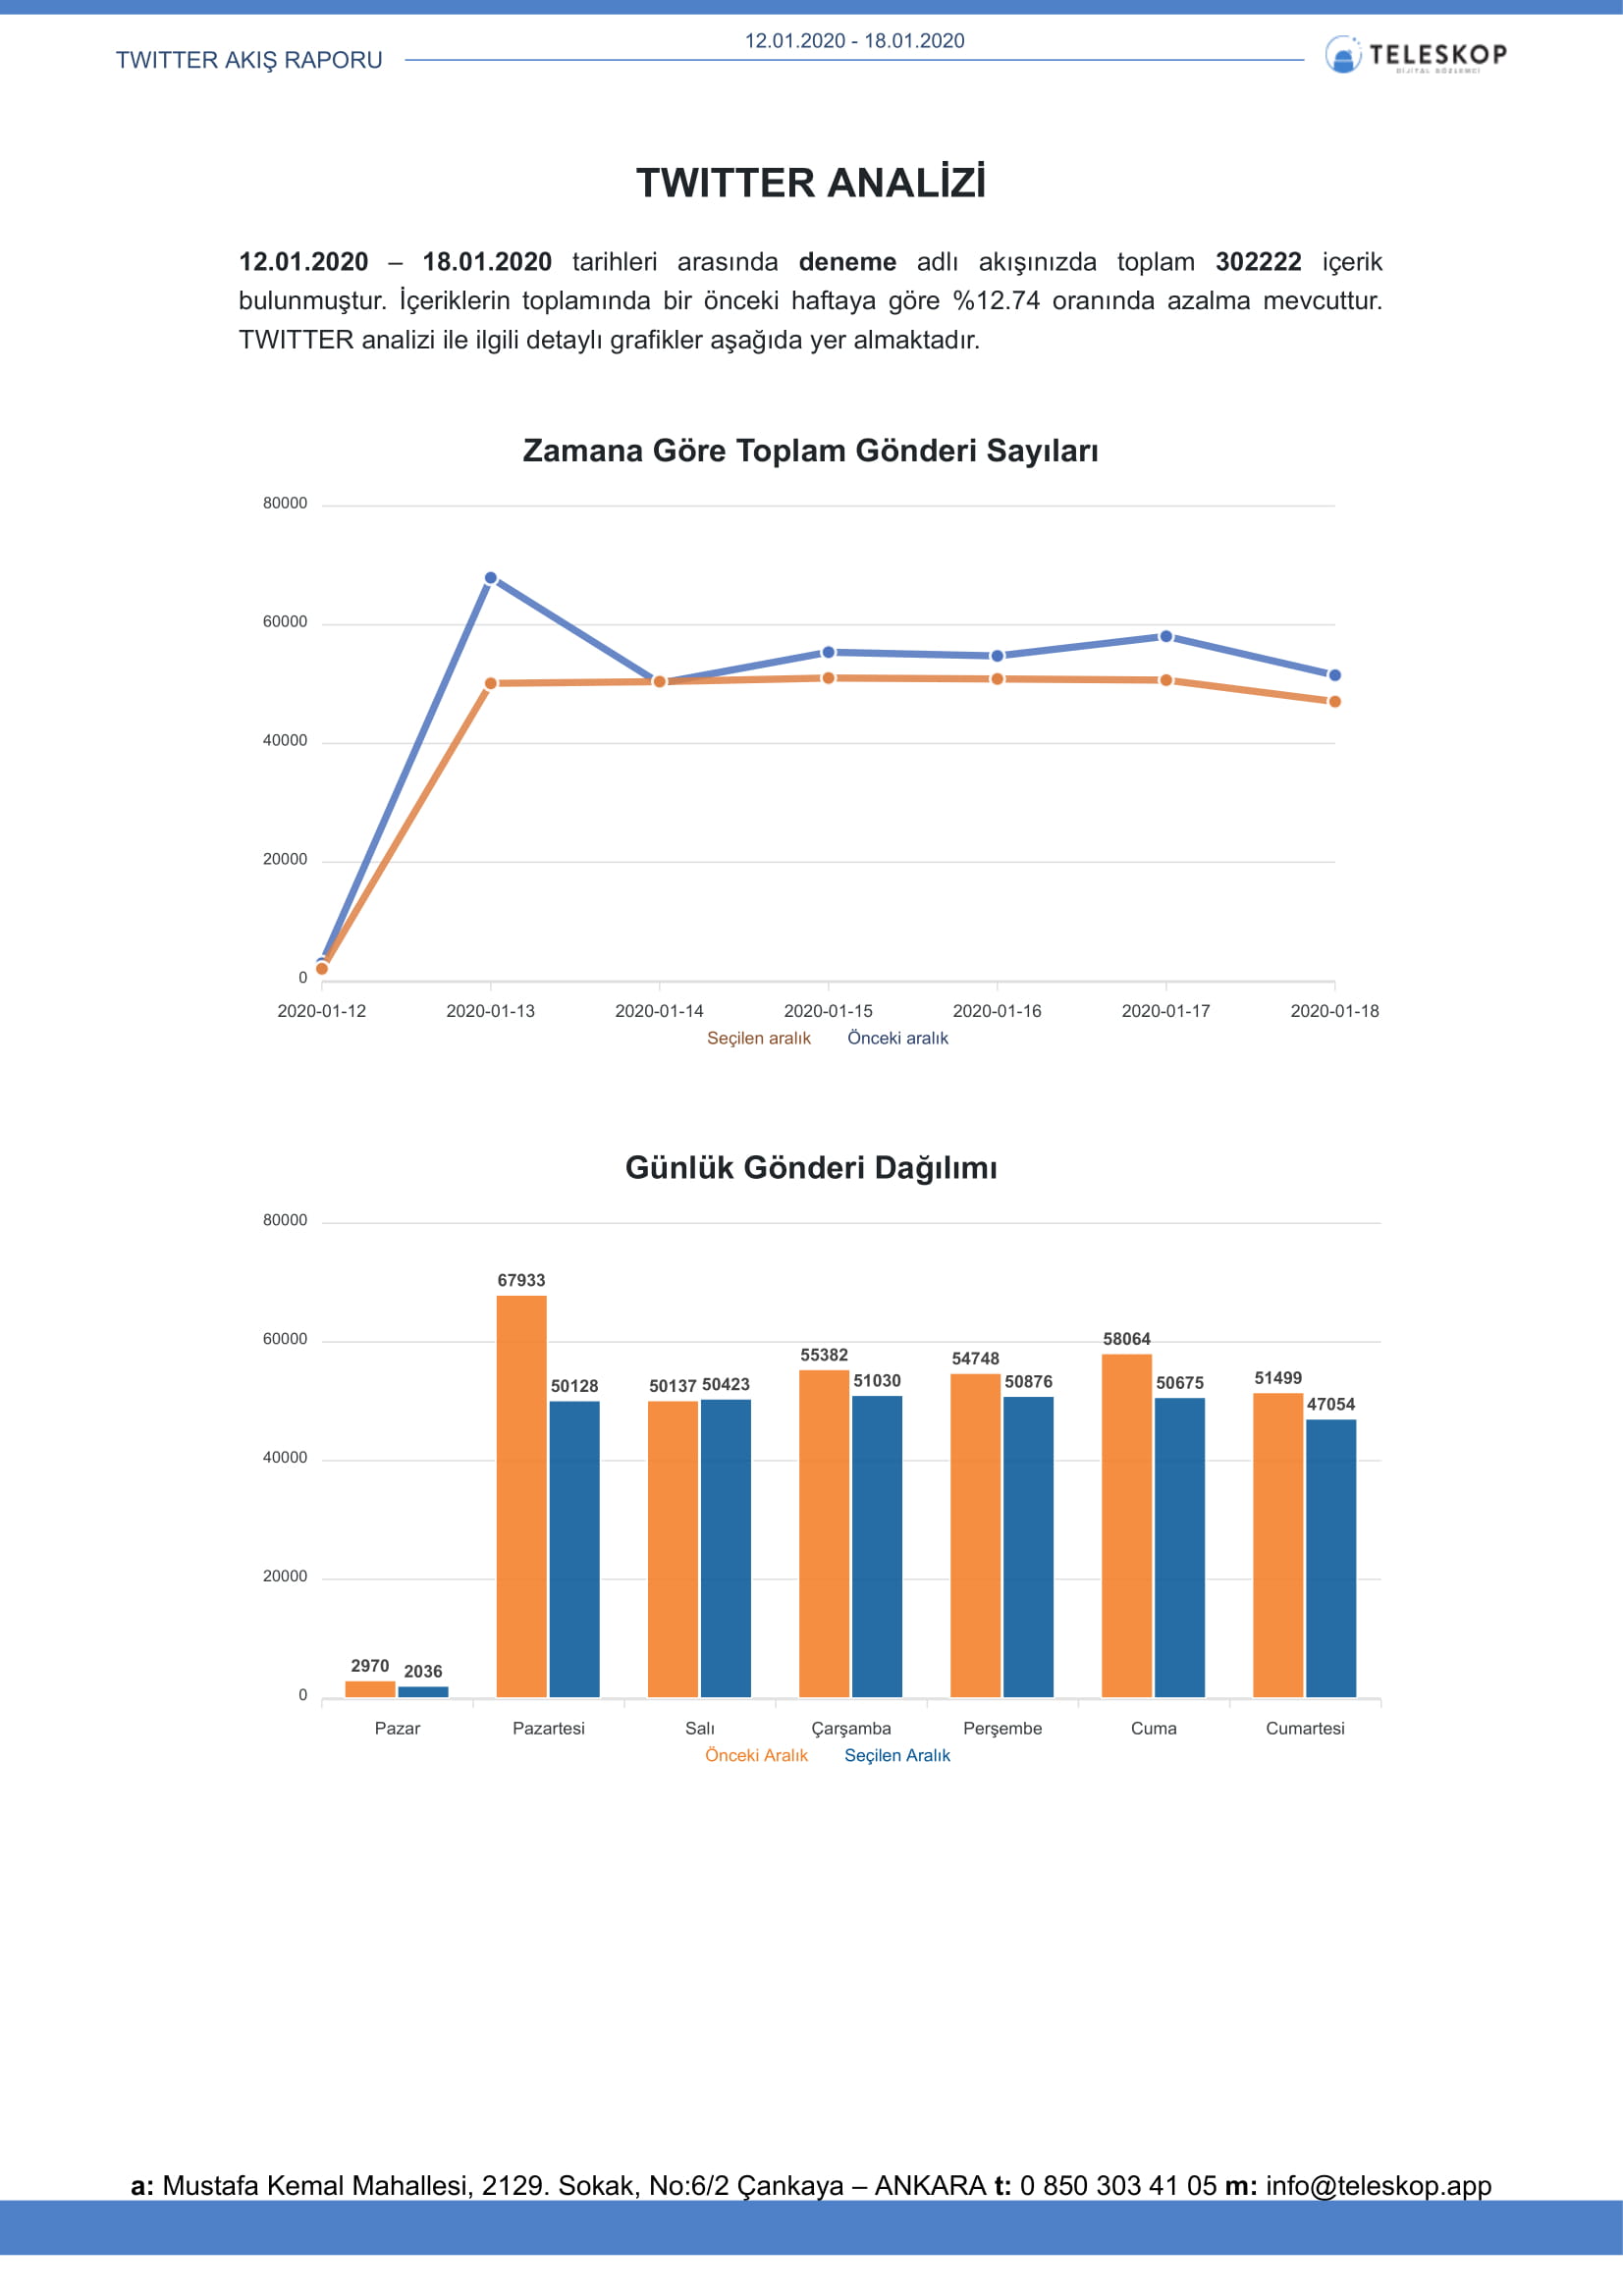 TWITTER AKIŞ RAPORU
12.01.2020 - 18.01.2020
TELESKOP
DİJİTAL GÖZLEMCİ
TWITTER ANALİZİ
12.01.2020 – 18.01.2020 tarihleri arasında deneme adlı akışınızda toplam 302222 içerik
bulunmuştur. İçeriklerin toplamında bir önceki haftaya göre %12.74 oranında azalma mevcuttur.
TWITTER analizi ile ilgili detaylı grafikler aşağıda yer almaktadır.
Zamana Göre Toplam Gönderi Sayıları
80000
60000
40000
20000
0
2020-01-12 2020-01-13 2020-01-14 2020-01-15 2020-01-16 2020-01-17 2020-01-18
Seçilen aralık Önceki aralık
Günlük Gönderi Dağılımı
80000
67933
60000
58064
55382
54748
51499
50128
50137 50423
51030
50876
50675
47054
40000
20000
2970 2036
0
Pazar Pazartesi Salı Çarşamba Perşembe Cuma Cumartesi
Önceki Aralık Seçilen Aralık
a: Mustafa Kemal Mahallesi, 2129. Sokak, No:6/2 Çankaya – ANKARA t: 0 850 303 41 05 m: info@teleskop.app